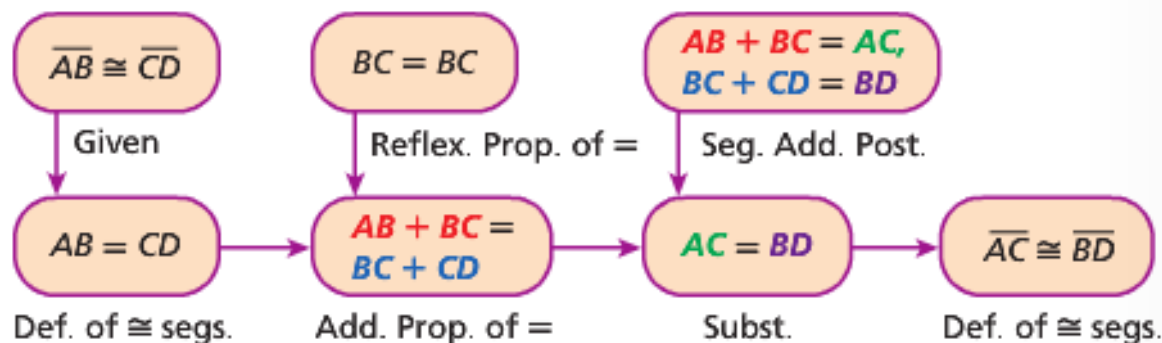 AB ≅ CD
BC = BC
AB + BC = AC,
BC + CD = BD
Given
Reflex. Prop. of =
Seg. Add. Post.
AB = CD
AB + BC =
BC + CD
AC = BD
AC ≅ BD
Def. of ≅ segs.
Add. Prop. of =
Subst.
Def. of ≅ segs.